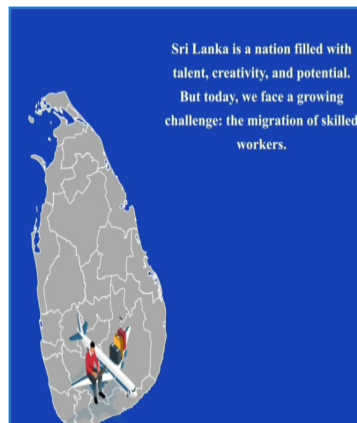 Sri Lanka is a nation filled with
talent, creativity, and potential.
But today, we face a growing
challenge: the migration of skilled
workers.